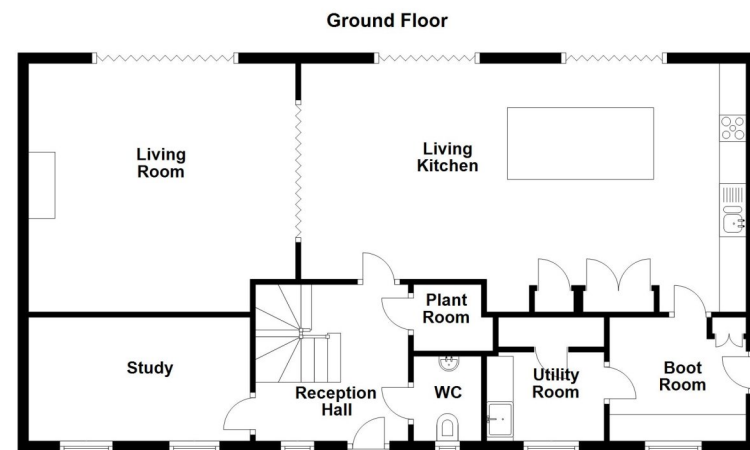 Ground Floor
Living
Room
Living
Kitchen
Plant
Room
Study
Reception
Hall
WC
Utility
Room
Boot
Room